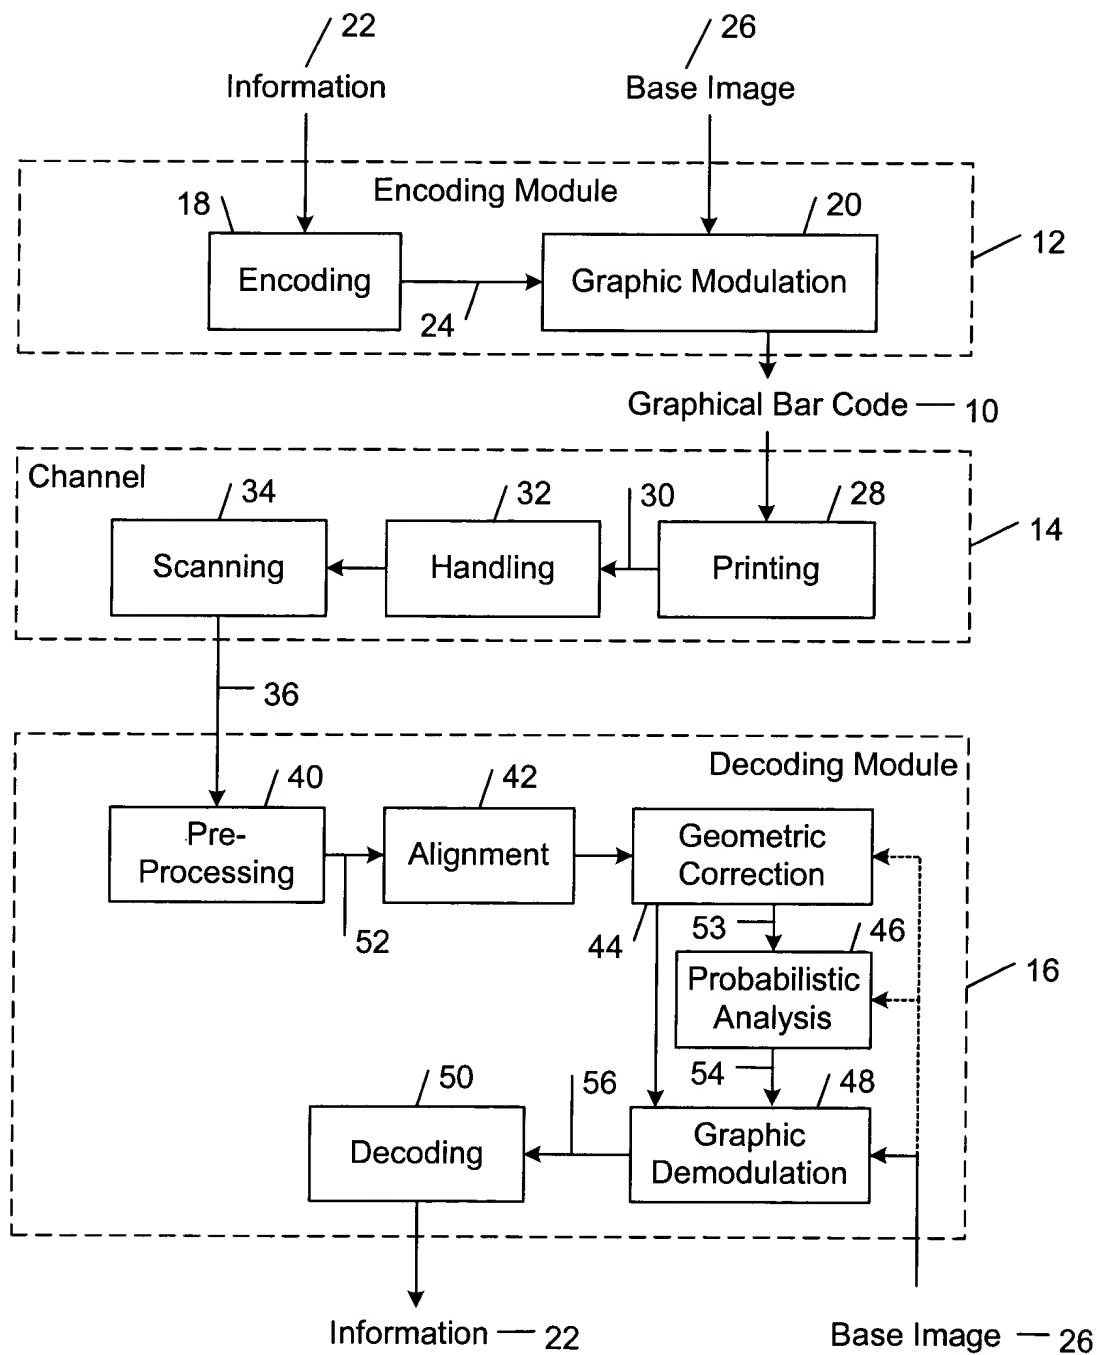 22
26
Information
Base Image
Encoding Module
18
20
12
Encoding
Graphic Modulation
24
Graphical Bar Code
10
Channel
34
32
30
28
14
Scanning
Handling
Printing
36
Decoding Module
40
42
Pre-
Processing
Alignment
Geometric
Correction
52
44
53
46
16
Probabilistic
Analysis
54
50
56
48
Decoding
Graphic
Demodulation
Information
22
Base Image
26